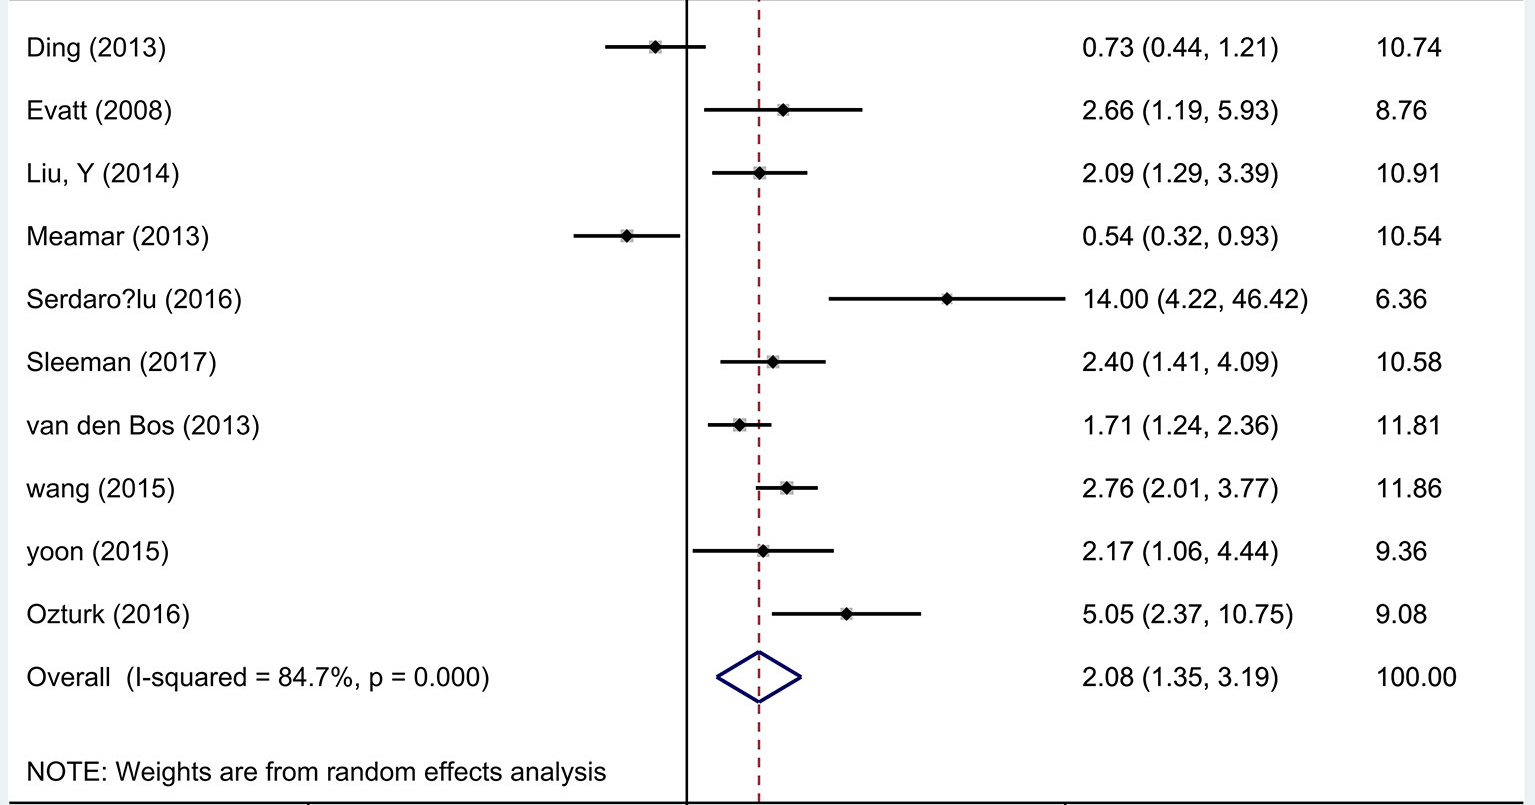 Ding (2013) 0.73 (0.44, 1.21) 10.74
Evatt (2008) 2.66 (1.19, 5.93) 8.76
Liu, Y (2014) 2.09 (1.29, 3.39) 10.91
Meamar (2013) 0.54 (0.32, 0.93) 10.54
Serdaro?lu (2016) 14.00 (4.22, 46.42) 6.36
Sleeman (2017) 2.40 (1.41, 4.09) 10.58
van den Bos (2013) 1.71 (1.24, 2.36) 11.81
wang (2015) 2.76 (2.01, 3.77) 11.86
yoon (2015) 2.17 (1.06, 4.44) 9.36
Ozturk (2016) 5.05 (2.37, 10.75) 9.08
Overall (I-squared = 84.7%, p = 0.000) 2.08 (1.35, 3.19) 100.00
NOTE: Weights are from random effects analysis